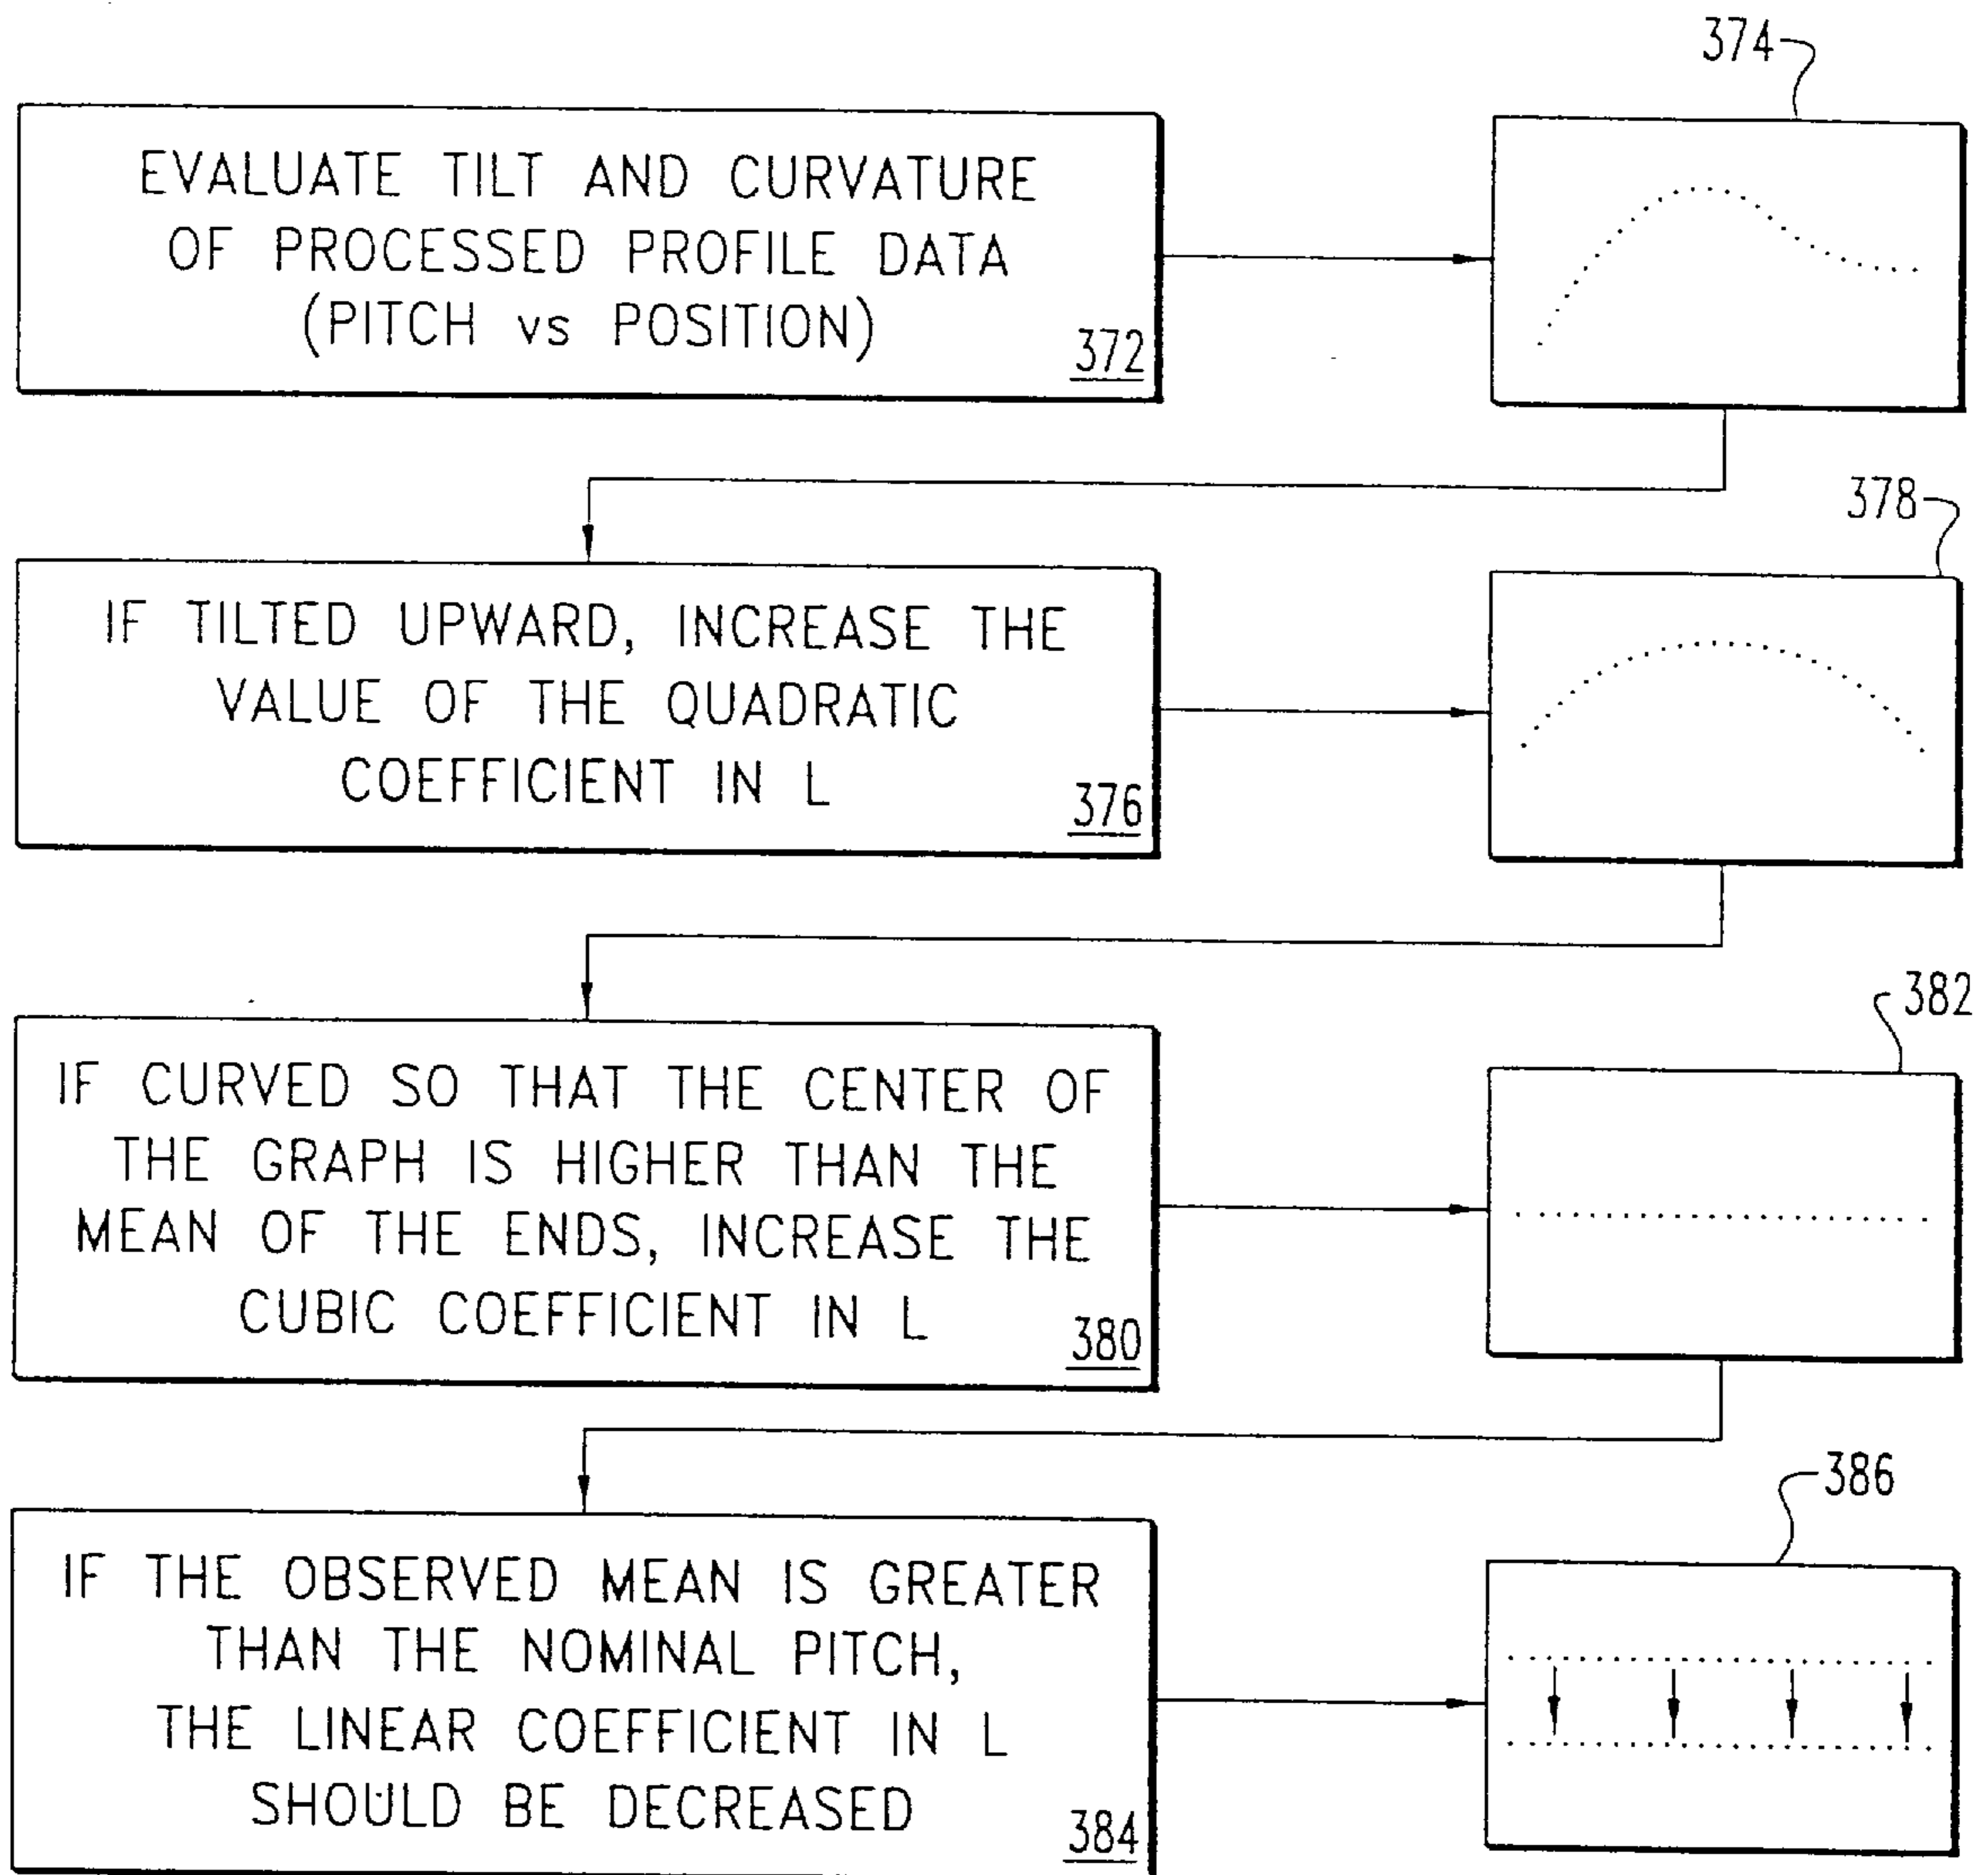 374
EVALUATE TILT AND CURVATURE
OF PROCESSED PROFILE DATA
(PITCH vs POSITION)
372
378
IF TILTED UPWARD, INCREASE THE
VALUE OF THE QUADRATIC
COEFFICIENT IN L
376
382
IF CURVED SO THAT THE CENTER OF
THE GRAPH IS HIGHER THAN THE
MEAN OF THE ENDS, INCREASE THE
CUBIC COEFFICIENT IN L
380
386
IF THE OBSERVED MEAN IS GREATER
THAN THE NOMINAL PITCH,
THE LINEAR COEFFICIENT IN L
SHOULD BE DECREASED
384